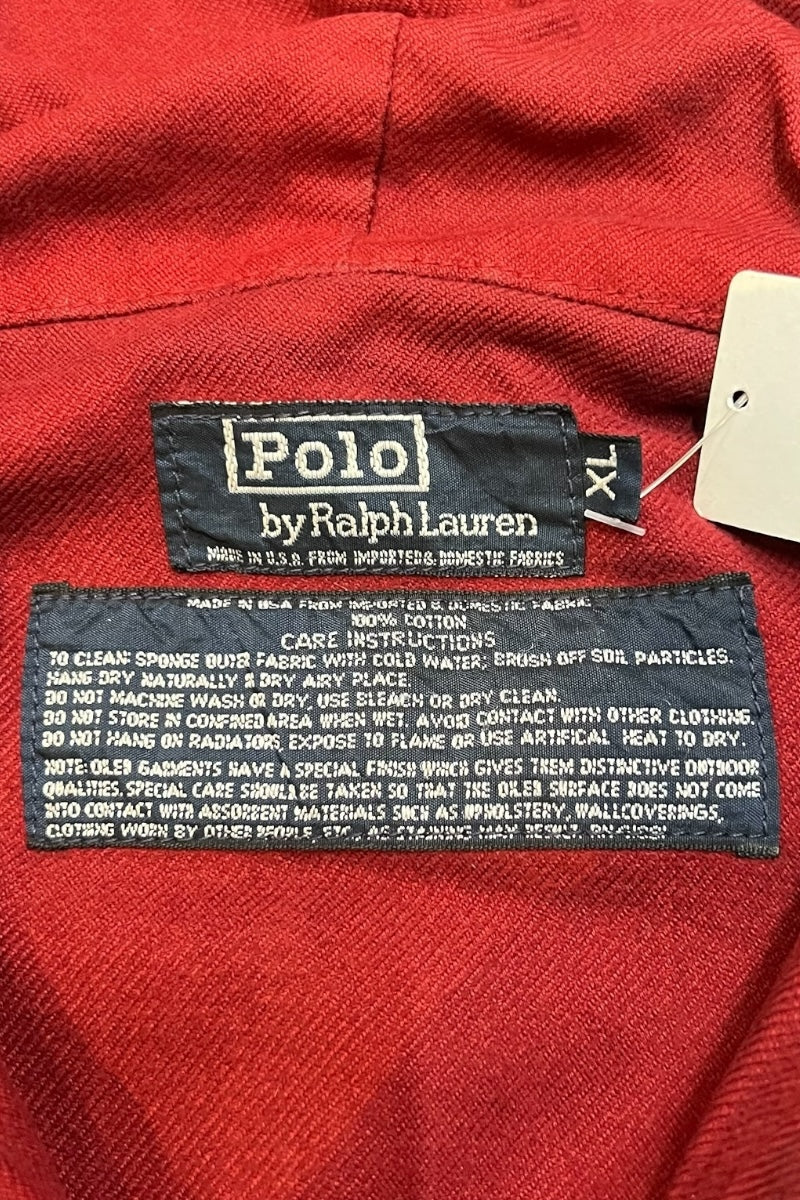 Polo
by Ralph Lauren
XL
MADE IN U.S.A. FROM IMPORTED & DOMESTIC FABRICS
MADE IN USA FROM IMPORTED & DOMESTIC FABRIC
100% COTTON
CARE INSTRUCTIONS
TO CLEAN: SPONGE OUTER FABRIC WITH COLD WATER, BRUSH OFF SOIL PARTICLES.
HANG DRY NATURALLY DRY AIRY PLACE.
DO NOT MACHINE WASH OR DRY, USE BLEACH OR DRY CLEAN.
DO NOT STORE IN CONFINED AREA WHEN WET, AVOID CONTACT WITH OTHER CLOTHING.
DO NOT HANG ON RADIATORS, EXPOSE TO FLAME OR USE ARTIFICAL HEAT TO DRY.
NOTE: OILED GARMENTS HAVE A SPECIAL FINISH WHICH GIVES THEM DISTINCTIVE OUTDOOR
QUALITIES. SPECIAL CARE SHOULD BE TAKEN SO THAT THE OILED SURFACE DOES NOT COME
INTO CONTACT WITH ABSORBENT MATERIALS SUCH AS UPHOLSTERY, WALLCOVERINGS,
CLOTHING WORN BY OTHER PEOPLE, ETC., AS STAINING MAY RESULT.